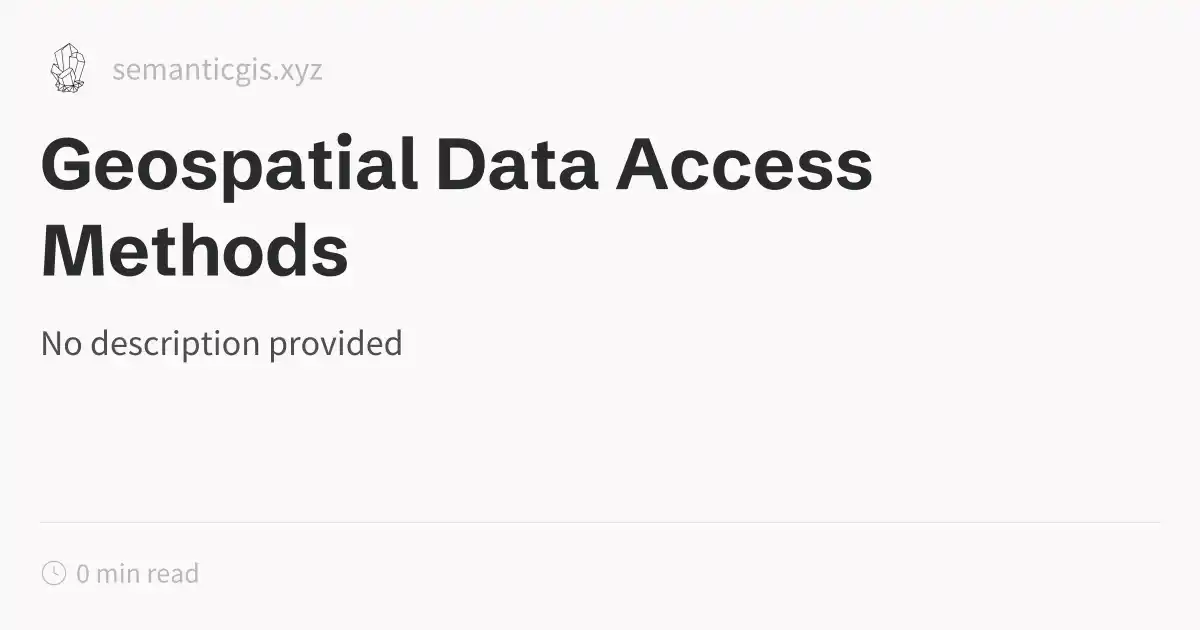 semanticgis.xyz
Geospatial Data Access
Methods
No description provided
0 min read